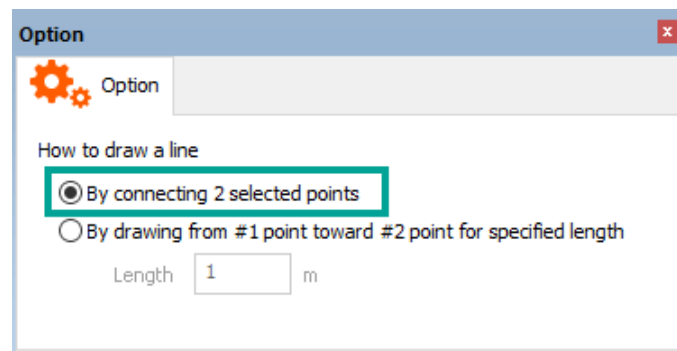 Option
Option
How to draw a line
By connecting 2 selected points
By drawing from #1 point toward #2 point for specified length
Length 1 m